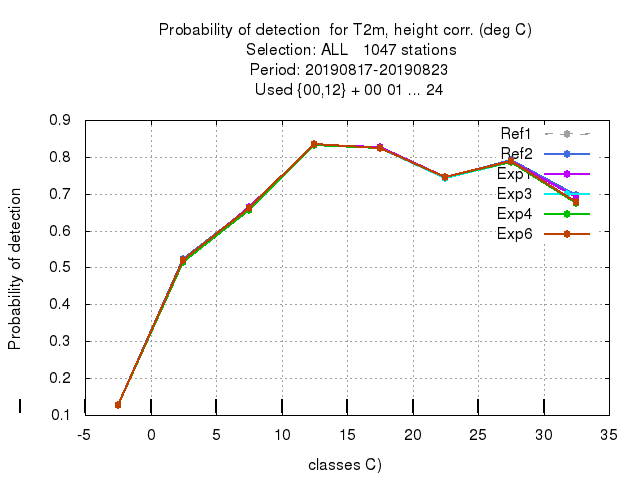 Probability of detection  for T2m, height corr. (deg C)
Selection: ALL   1047 stations
Period: 20190817-20190823
Used {00,12} + 00 01 ... 24
0.9
0.8
0.7
0.6
0.5
0.4
0.3
0.2
0.1
Probability of detection
Ref1
Ref2
Exp1
Exp3
Exp4
Exp6
-5 0 5 10 15 20 25 30 35
classes C)